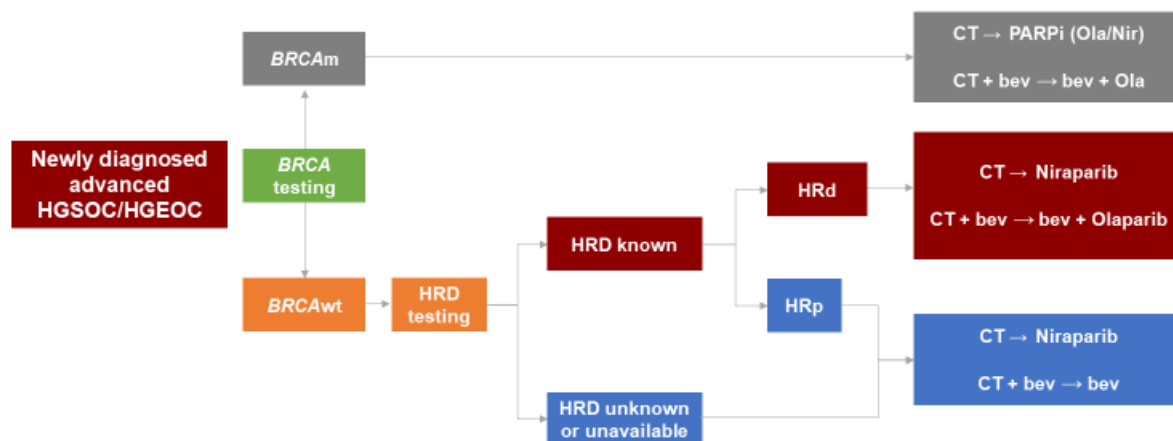 Newly diagnosed
advanced
HGSOC/HGEOC
BRCAm
BRCA
testing
BRCAwt
HRD
testing
HRD known
HRD unknown
or unavailable
HRd
HRp
CT → PARPi (Ola/Nir)
CT + bev → bev + Ola
CT → Niraparib
CT + bev → bev + Olaparib
CT → Niraparib
CT + bev → bev